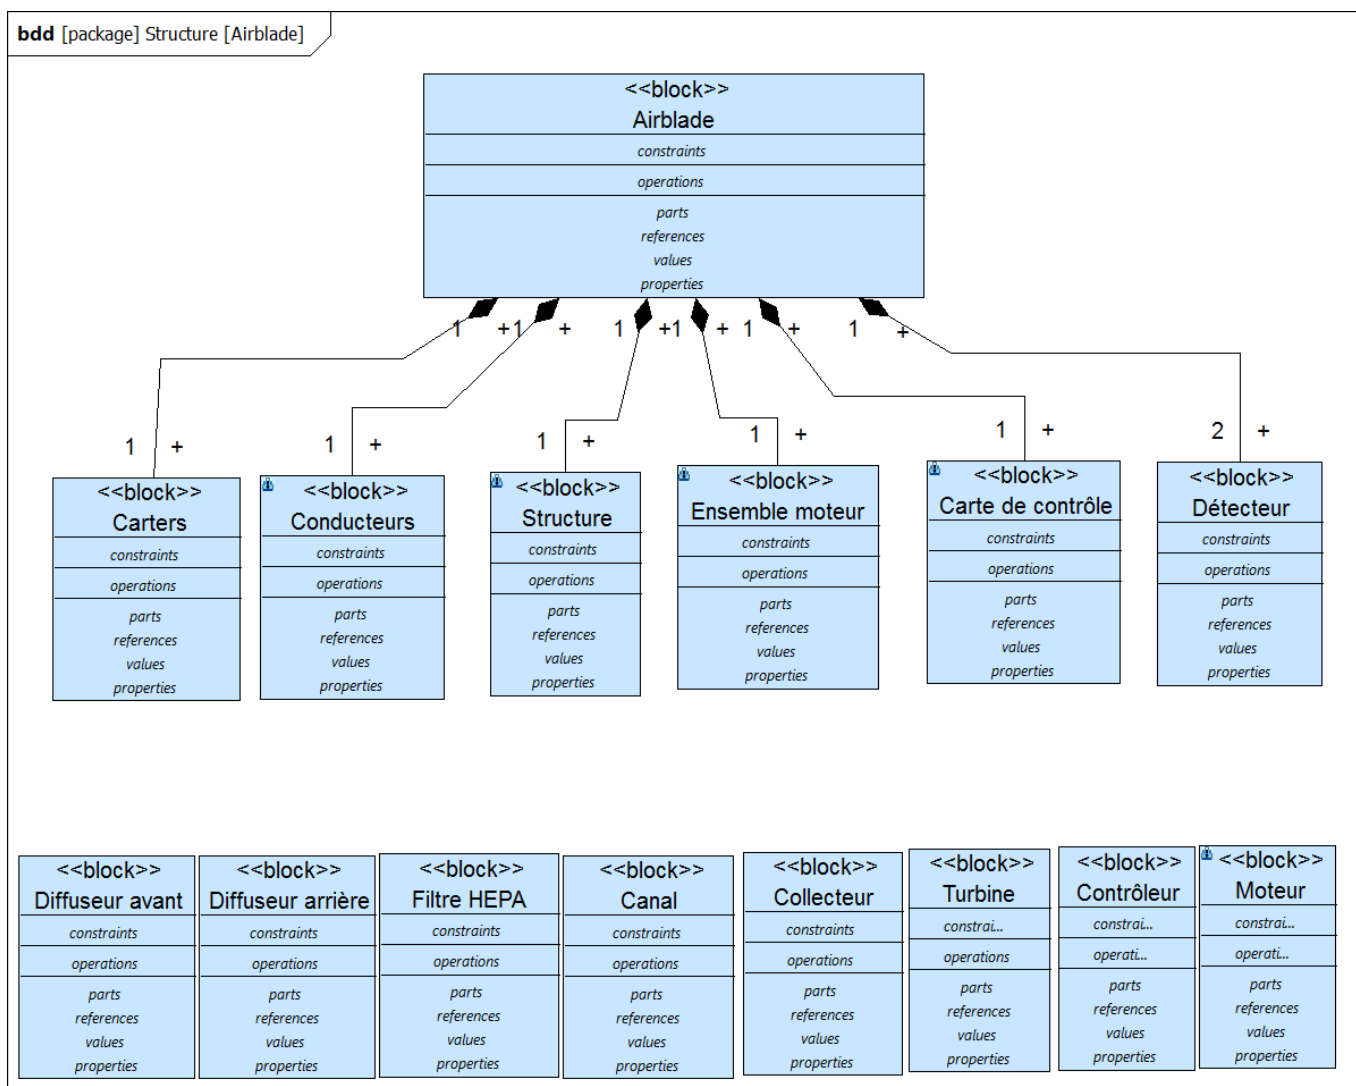 bdd [package] Structure [Airblade]
<<block>>
Airblade
constraints
operations
parts
references
values
properties
1 +
1 +
1 +
1 +
1 +
1 +
1 +
1 +
1 +
1 +
1 +
2 +
<<block>>
Carters
constraints
operations
parts
references
values
properties
<<block>>
Conducteurs
constraints
operations
parts
references
values
properties
<<block>>
Structure
constraints
operations
parts
references
values
properties
<<block>>
Ensemble moteur
constraints
operations
parts
references
values
properties
<<block>>
Carte de contrôle
constraints
operations
parts
references
values
properties
<<block>>
Détecteur
constraints
operations
parts
references
values
properties
<<block>>
Diffuseur avant
constraints
operations
parts
references
values
properties
<<block>>
Diffuseur arrière
constraints
operations
parts
references
values
properties
<<block>>
Filtre HEPA
constraints
operations
parts
references
values
properties
<<block>>
Canal
constraints
operations
parts
references
values
properties
<<block>>
Collecteur
constraints
operations
parts
references
values
properties
<<block>>
Turbine
constrai...
operations
parts
references
values
properties
<<block>>
Contrôleur
constrai...
operati...
parts
references
values
properties
<<block>>
Moteur
constrai...
operati...
parts
references
values
properties